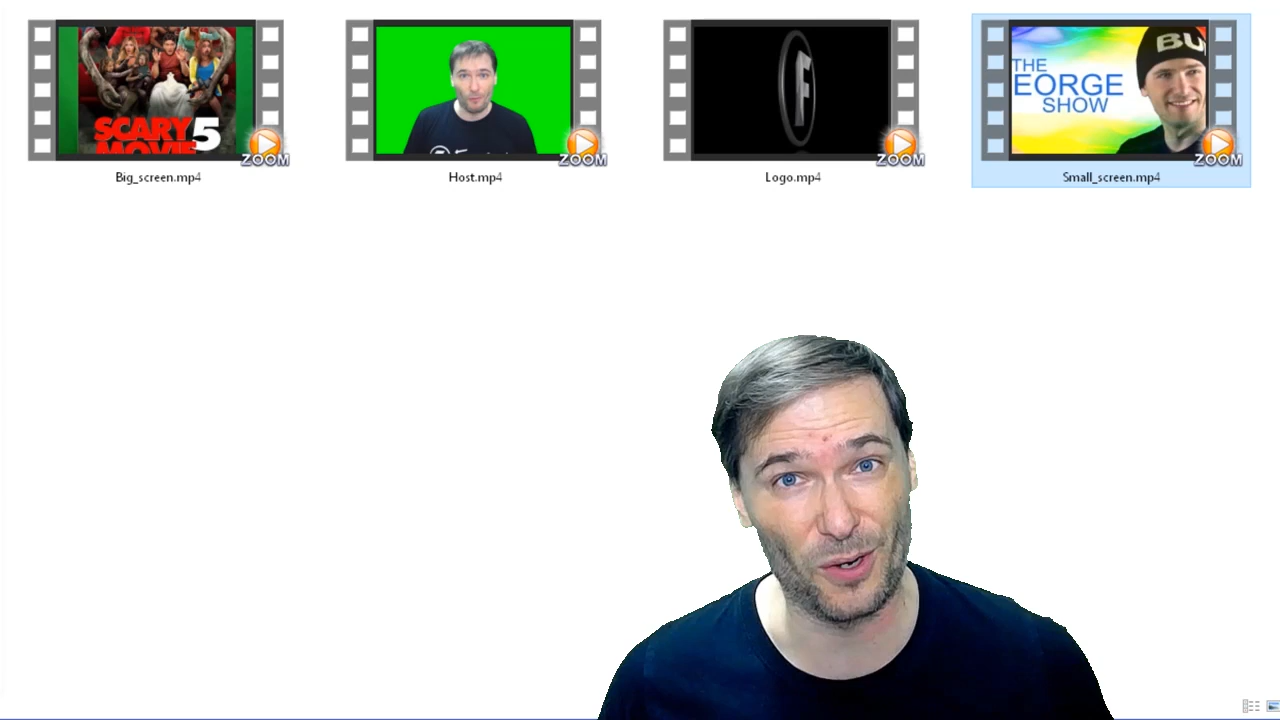 SCARY
MOVIE 5
ZOOM
Big_screen.mp4
ZOOM
Host.mp4
F
ZOOM
Logo.mp4
BU
THE
EORGE
SHOW
ZOOM
Small_screen.mp4